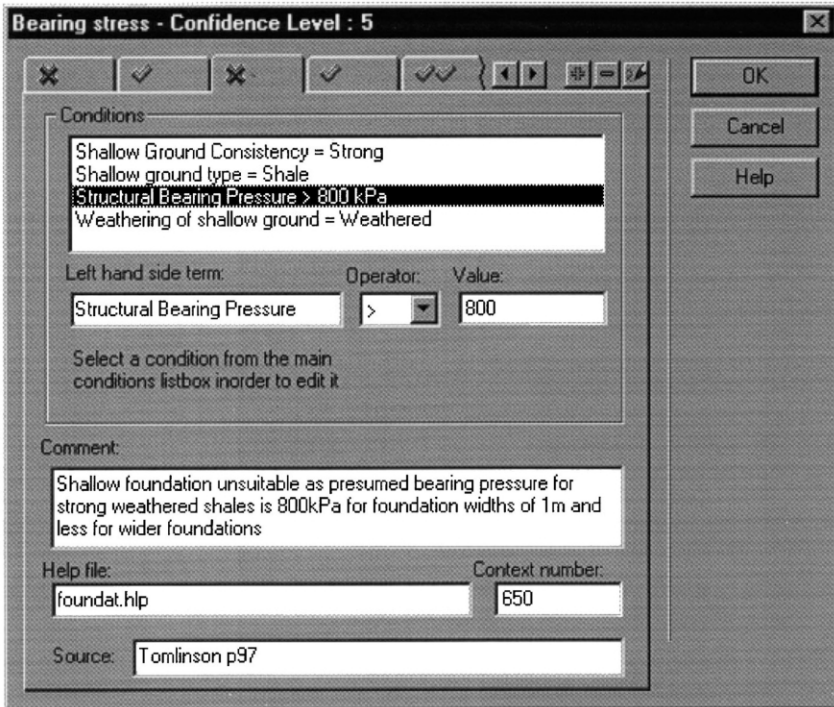 Bearing stress - Confidence Level : 5
OK
Cancel
Help
Conditions
Shallow Ground Consistency = Strong
Shallow ground type = Shale
Structural Bearing Pressure > 800 kPa
Weathering of shallow ground = Weathered
Left hand side term: Operator: Value:
Structural Bearing Pressure > 800
Select a condition from the main
conditions listbox inorder to edit it
Comment:
Shallow foundation unsuitable as presumed bearing pressure for
strong weathered shales is 800kPa for foundation widths of 1m and
less for wider foundations
Help file: Context number:
foundat.hlp 650
Source: Tomlinson p97